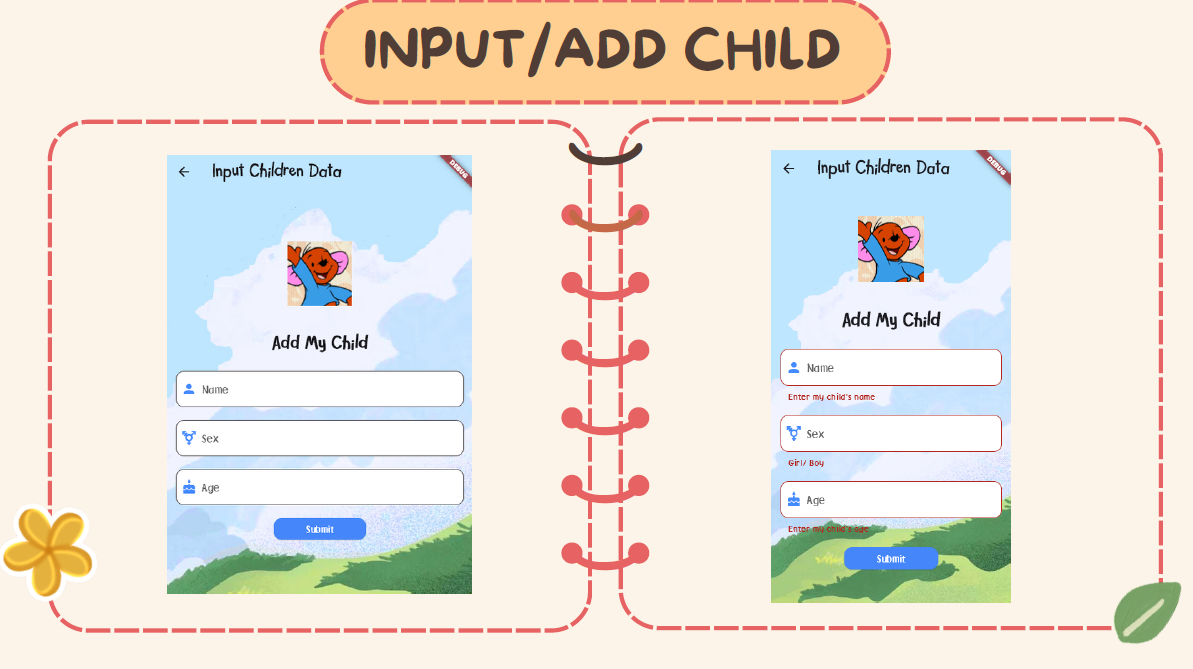 INPUT/ADD CHILD
Input Children Data
DEBUG
Add My Child
Name
Sex
Age
Submit
Input Children Data
DEBUG
Add My Child
Name
Enter my child's name
Sex
Girl/ Boy
Age
Enter my child's age
Submit